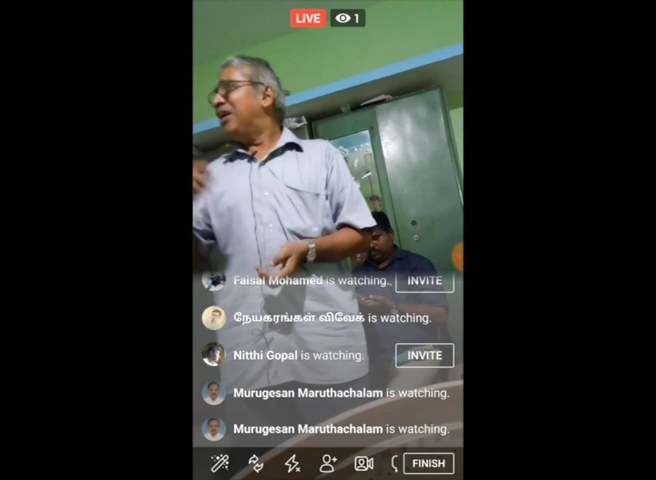 LIVE 1
Faisal Mohamed is watching. INVITE
நேயகரங்கள் விவேக் is watching.
Nitthi Gopal is watching. INVITE
Murugesan Maruthachalam is watching.
Murugesan Maruthachalam is watching.
FINISH